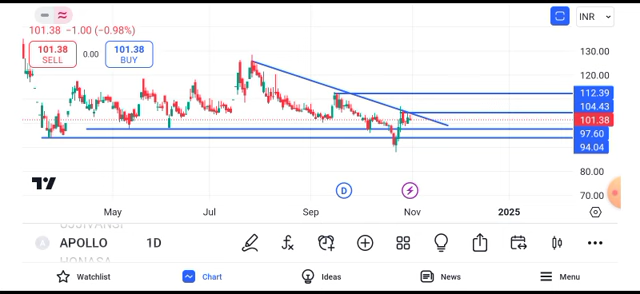 INR
101.38 −1.00 (−0.98%)
101.38
SELL
0.00
101.38
BUY
130.00
120.00
112.39
104.43
101.38
97.60
94.04
80.00
70.00
D
May
Jul
Sep
Nov
2025
UJJIVANSF
A
APOLLO
1D
HONASA
Watchlist
Chart
Ideas
News
Menu